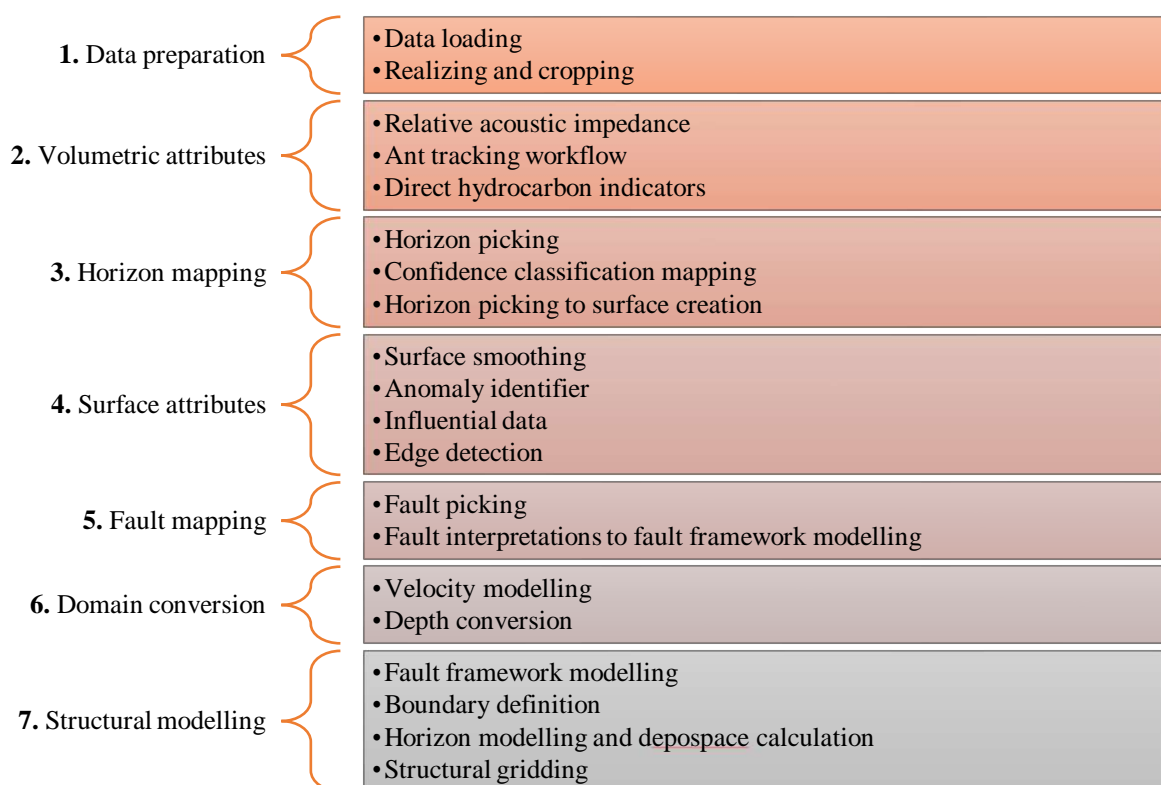 1. Data preparation
•Data loading
•Realizing and cropping
2. Volumetric attributes
•Relative acoustic impedance
•Ant tracking workflow
•Direct hydrocarbon indicators
3. Horizon mapping
•Horizon picking
•Confidence classification mapping
•Horizon picking to surface creation
4. Surface attributes
•Surface smoothing
•Anomaly identifier
•Influential data
•Edge detection
5. Fault mapping
•Fault picking
•Fault interpretations to fault framework modelling
6. Domain conversion
•Velocity modelling
•Depth conversion
7. Structural modelling
•Fault framework modelling
•Boundary definition
•Horizon modelling and depospace calculation
•Structural gridding